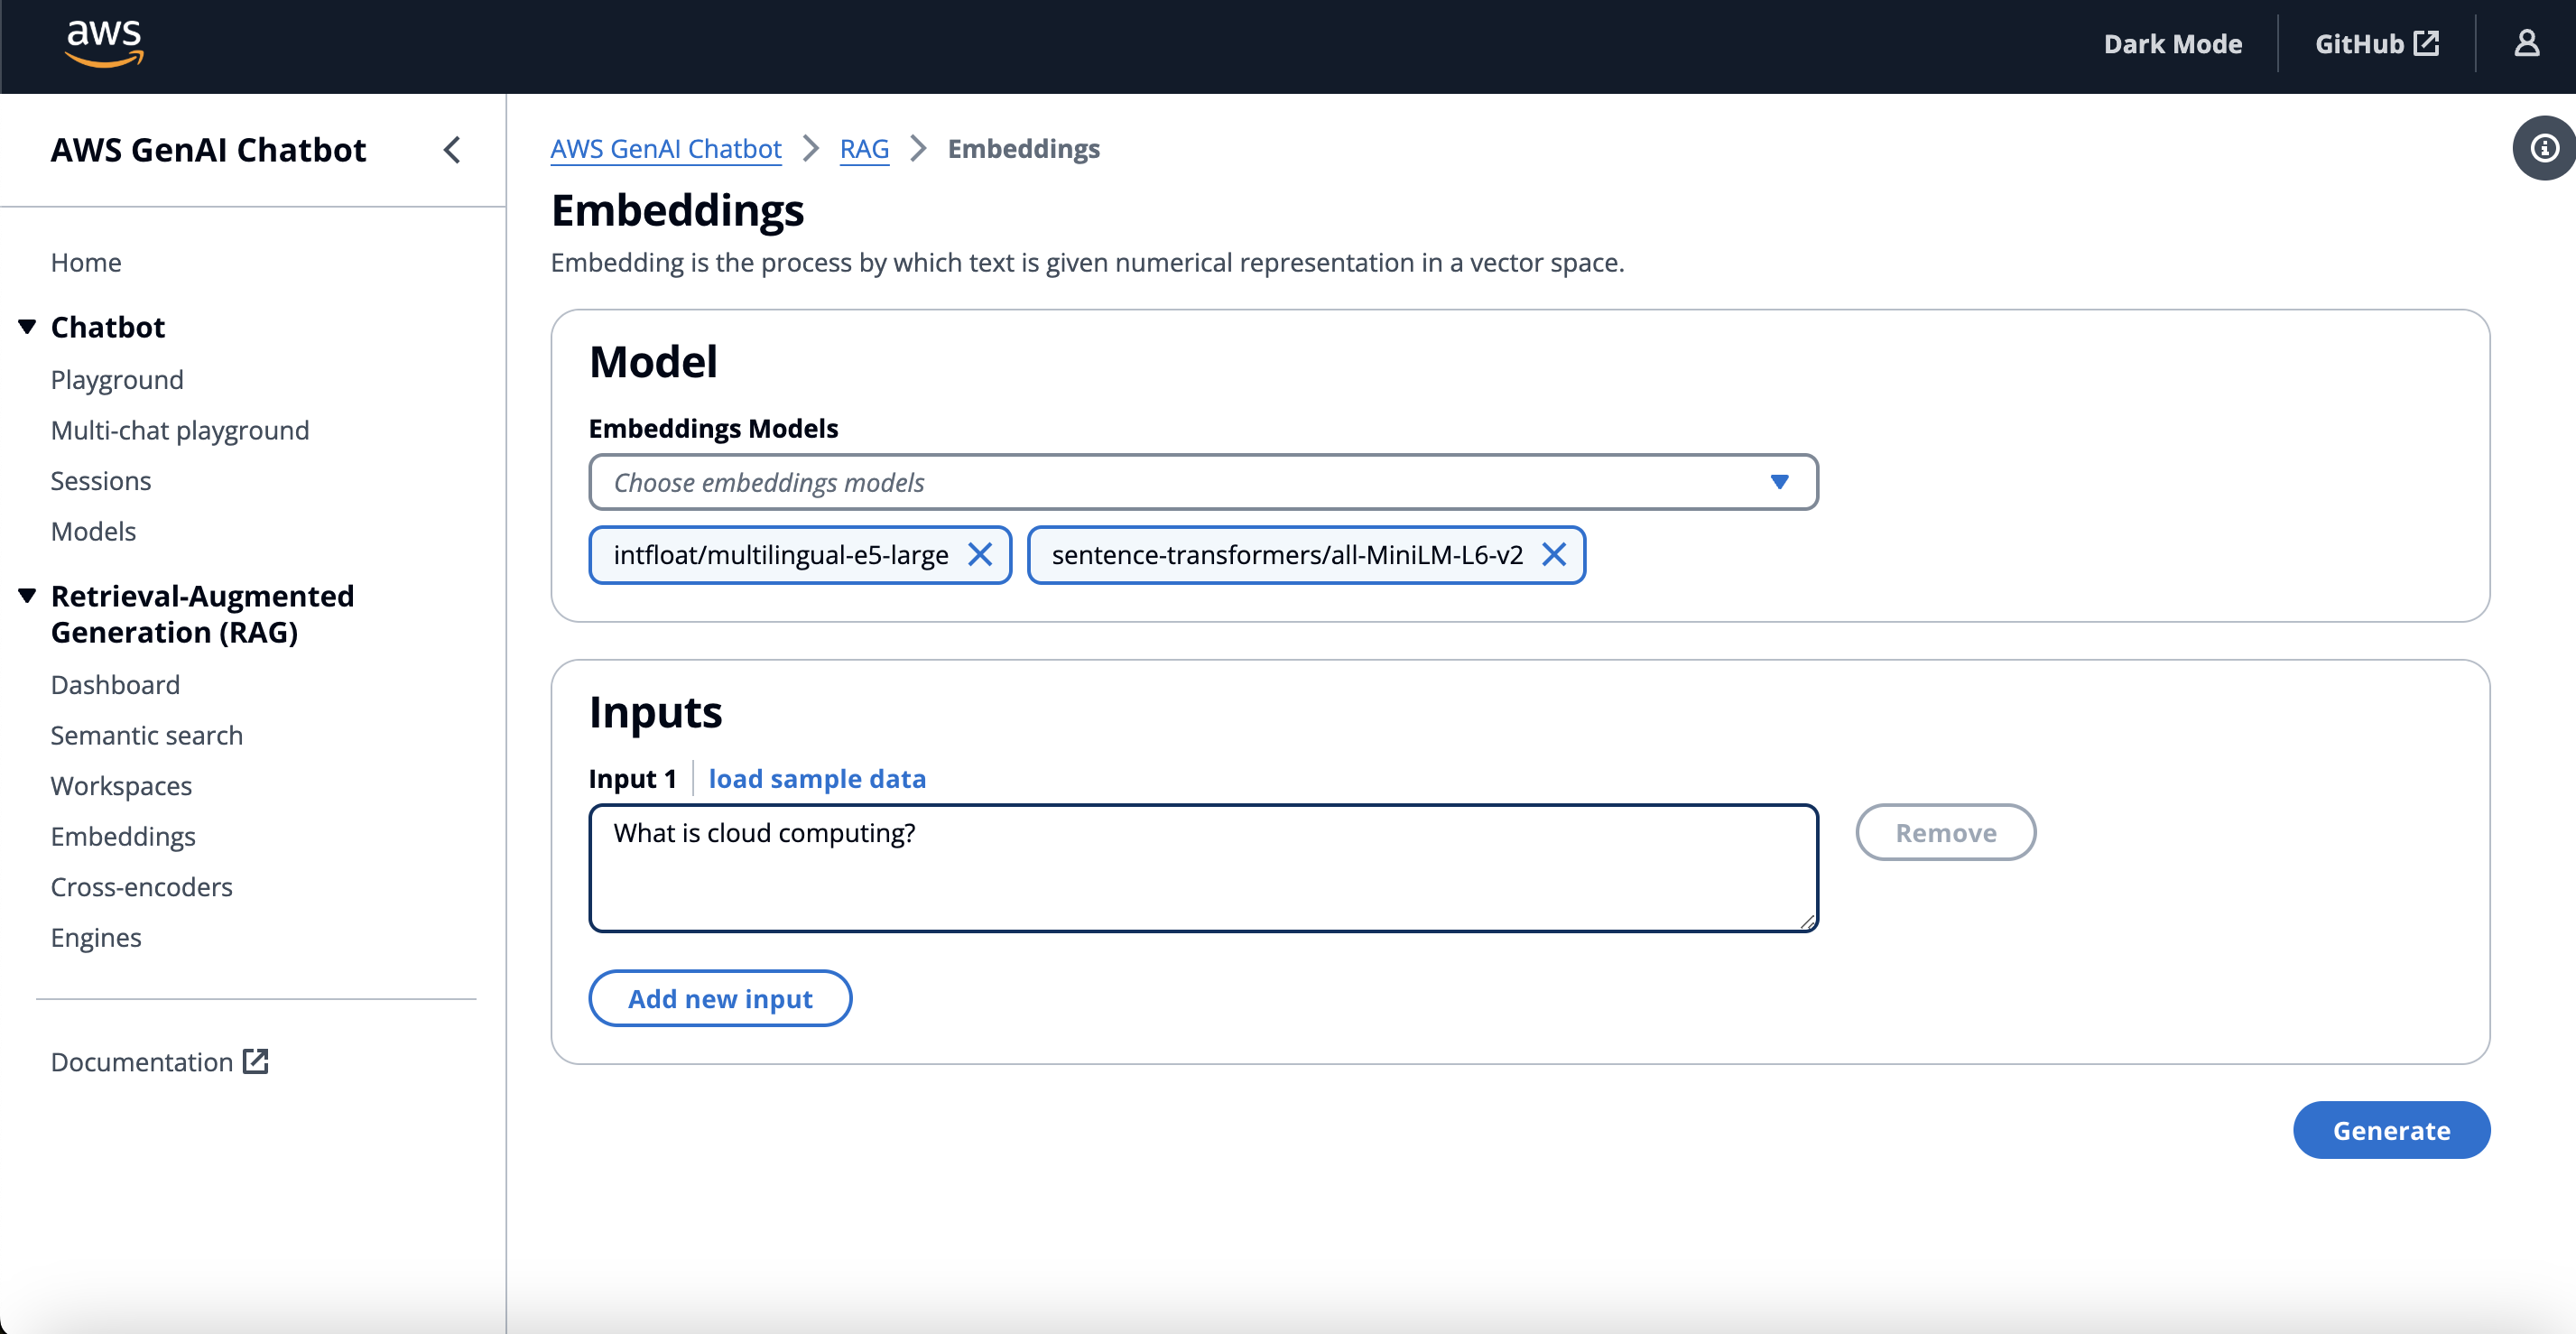 aws
Dark Mode
GitHub
AWS GenAI Chatbot
Home
Chatbot
Playground
Multi-chat playground
Sessions
Models
Retrieval-Augmented
Generation (RAG)
Dashboard
Semantic search
Workspaces
Embeddings
Cross-encoders
Engines
Documentation
AWS GenAI Chatbot > RAG > Embeddings
Embeddings
Embedding is the process by which text is given numerical representation in a vector space.
Model
Embeddings Models
Choose embeddings models
intfloat/multilingual-e5-large sentence-transformers/all-MiniLM-L6-v2
Inputs
Input 1 load sample data
What is cloud computing?
Remove
Add new input
Generate